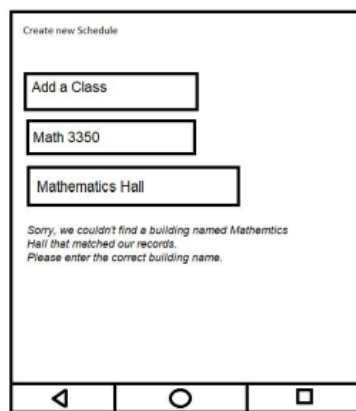 Create new Schedule
Add a Class
Math 3350
Mathematics Hall
Sorry, we couldn't find a building named Mathemtics
Hall that matched our records.
Please enter the correct building name.